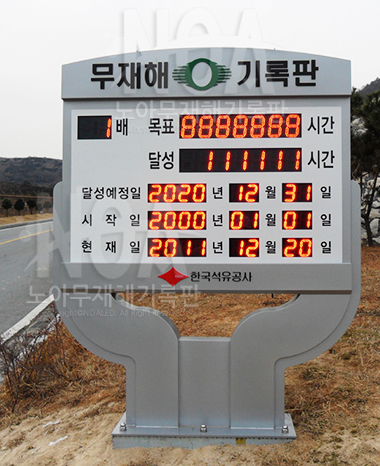 무재해 기록판
1 배 목표 8888888 시간
달성 111111 시간
달성예정일 2020 년 12 월 31 일
시작일 2000 년 01 월 01 일
현재일 2011 년 12 월 20 일
한국석유공사
NOA
노아무재해기록판